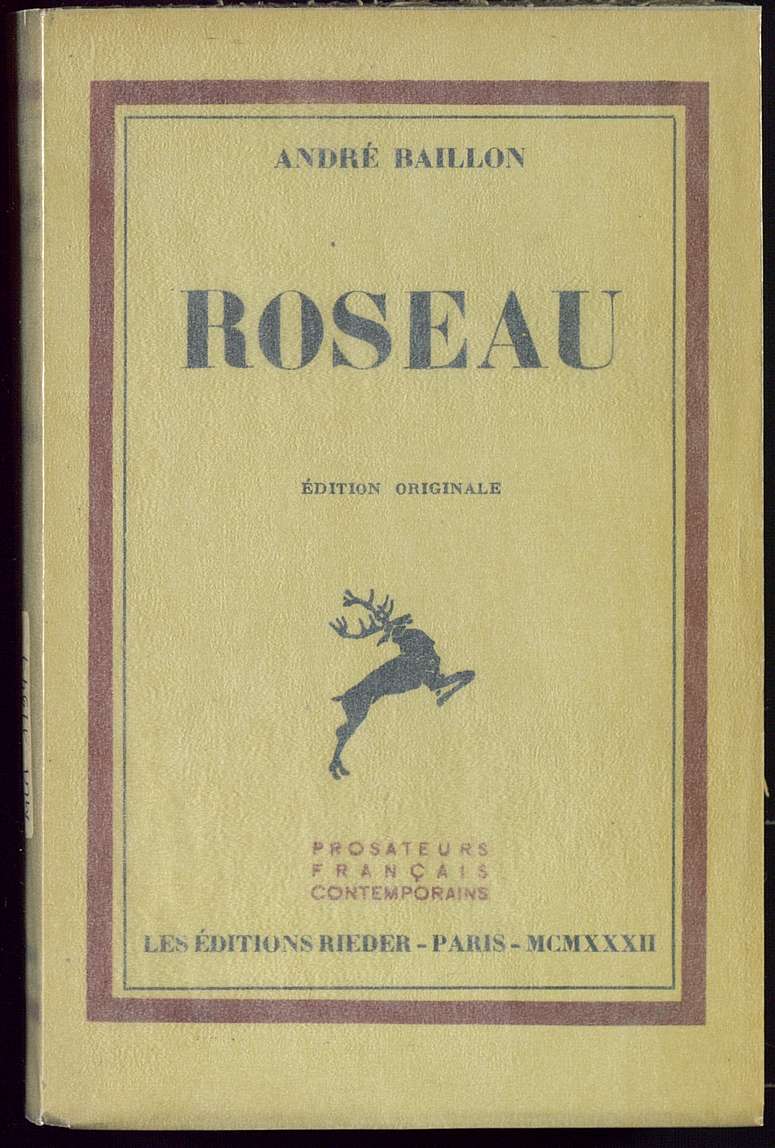 ANDRÉ BAILLON
ROSEAU
ÉDITION ORIGINALE
PROSATEURS
FRANÇAIS
CONTEMPORAINS
LES ÉDITIONS RIEDER - PARIS - MCMXXXII